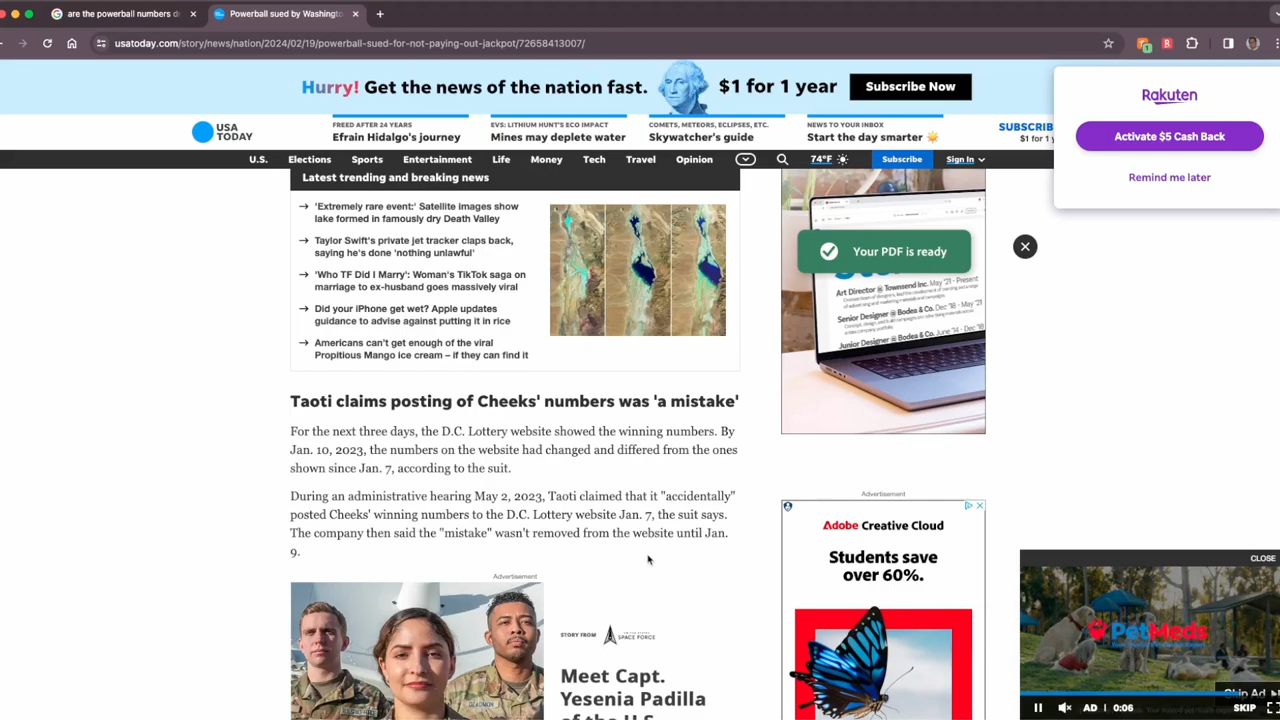 are the powerball numbers d
Powerball sued by Washingto
usatoday.com/story/news/nation/2024/02/19/powerball-sued-for-not-paying-out-jackpot/72658413007/
Hurry! Get the news of the nation fast.
$1 for 1 year
Subscribe Now
Rakuten
Activate $5 Cash Back
Remind me later
USA
TODAY
FREED AFTER 24 YEARS
Efrain Hidalgo's journey
EVS: LITHIUM HUNT'S ECO IMPACT
Mines may deplete water
COMETS, METEORS, ECLIPSES, ETC.
Skywatcher's guide
NEWS TO YOUR INBOX
Start the day smarter
SUBSCRIB
$1 for 1 y
U.S.
Elections
Sports
Entertainment
Life
Money
Tech
Travel
Opinion
74°F
Subscribe
Sign In
Latest trending and breaking news
'Extremely rare event:' Satellite images show
lake formed in famously dry Death Valley
Taylor Swift's private jet tracker claps back,
saying he's done 'nothing unlawful'
'Who TF Did I Marry': Woman's TikTok saga on
marriage to ex-husband goes massively viral
Did your iPhone get wet? Apple updates
guidance to advise against putting it in rice
Americans can't get enough of the viral
Propitious Mango ice cream – if they can find it
Your PDF is ready
Art Director @ Townsend Inc. May '21 - Present
Senior Designer @ Bodea & Co. Dec '18 - May '21
Junior Designer @ Bodea & Co. June '14 - Dec '18
Taoti claims posting of Cheeks' numbers was 'a mistake'
For the next three days, the D.C. Lottery website showed the winning numbers. By
Jan. 10, 2023, the numbers on the website had changed and differed from the ones
shown since Jan. 7, according to the suit.
During an administrative hearing May 2, 2023, Taoti claimed that it "accidentally"
posted Cheeks' winning numbers to the D.C. Lottery website Jan. 7, the suit says.
The company then said the "mistake" wasn't removed from the website until Jan.
9.
Advertisement
STORY FROM
SPACE FORCE
Meet Capt.
Yesenia Padilla
of the U.S.
Advertisement
Adobe Creative Cloud
Students save
over 60%.
CLOSE
PetMeds
Skip Ad
AD
0:06
SKIP